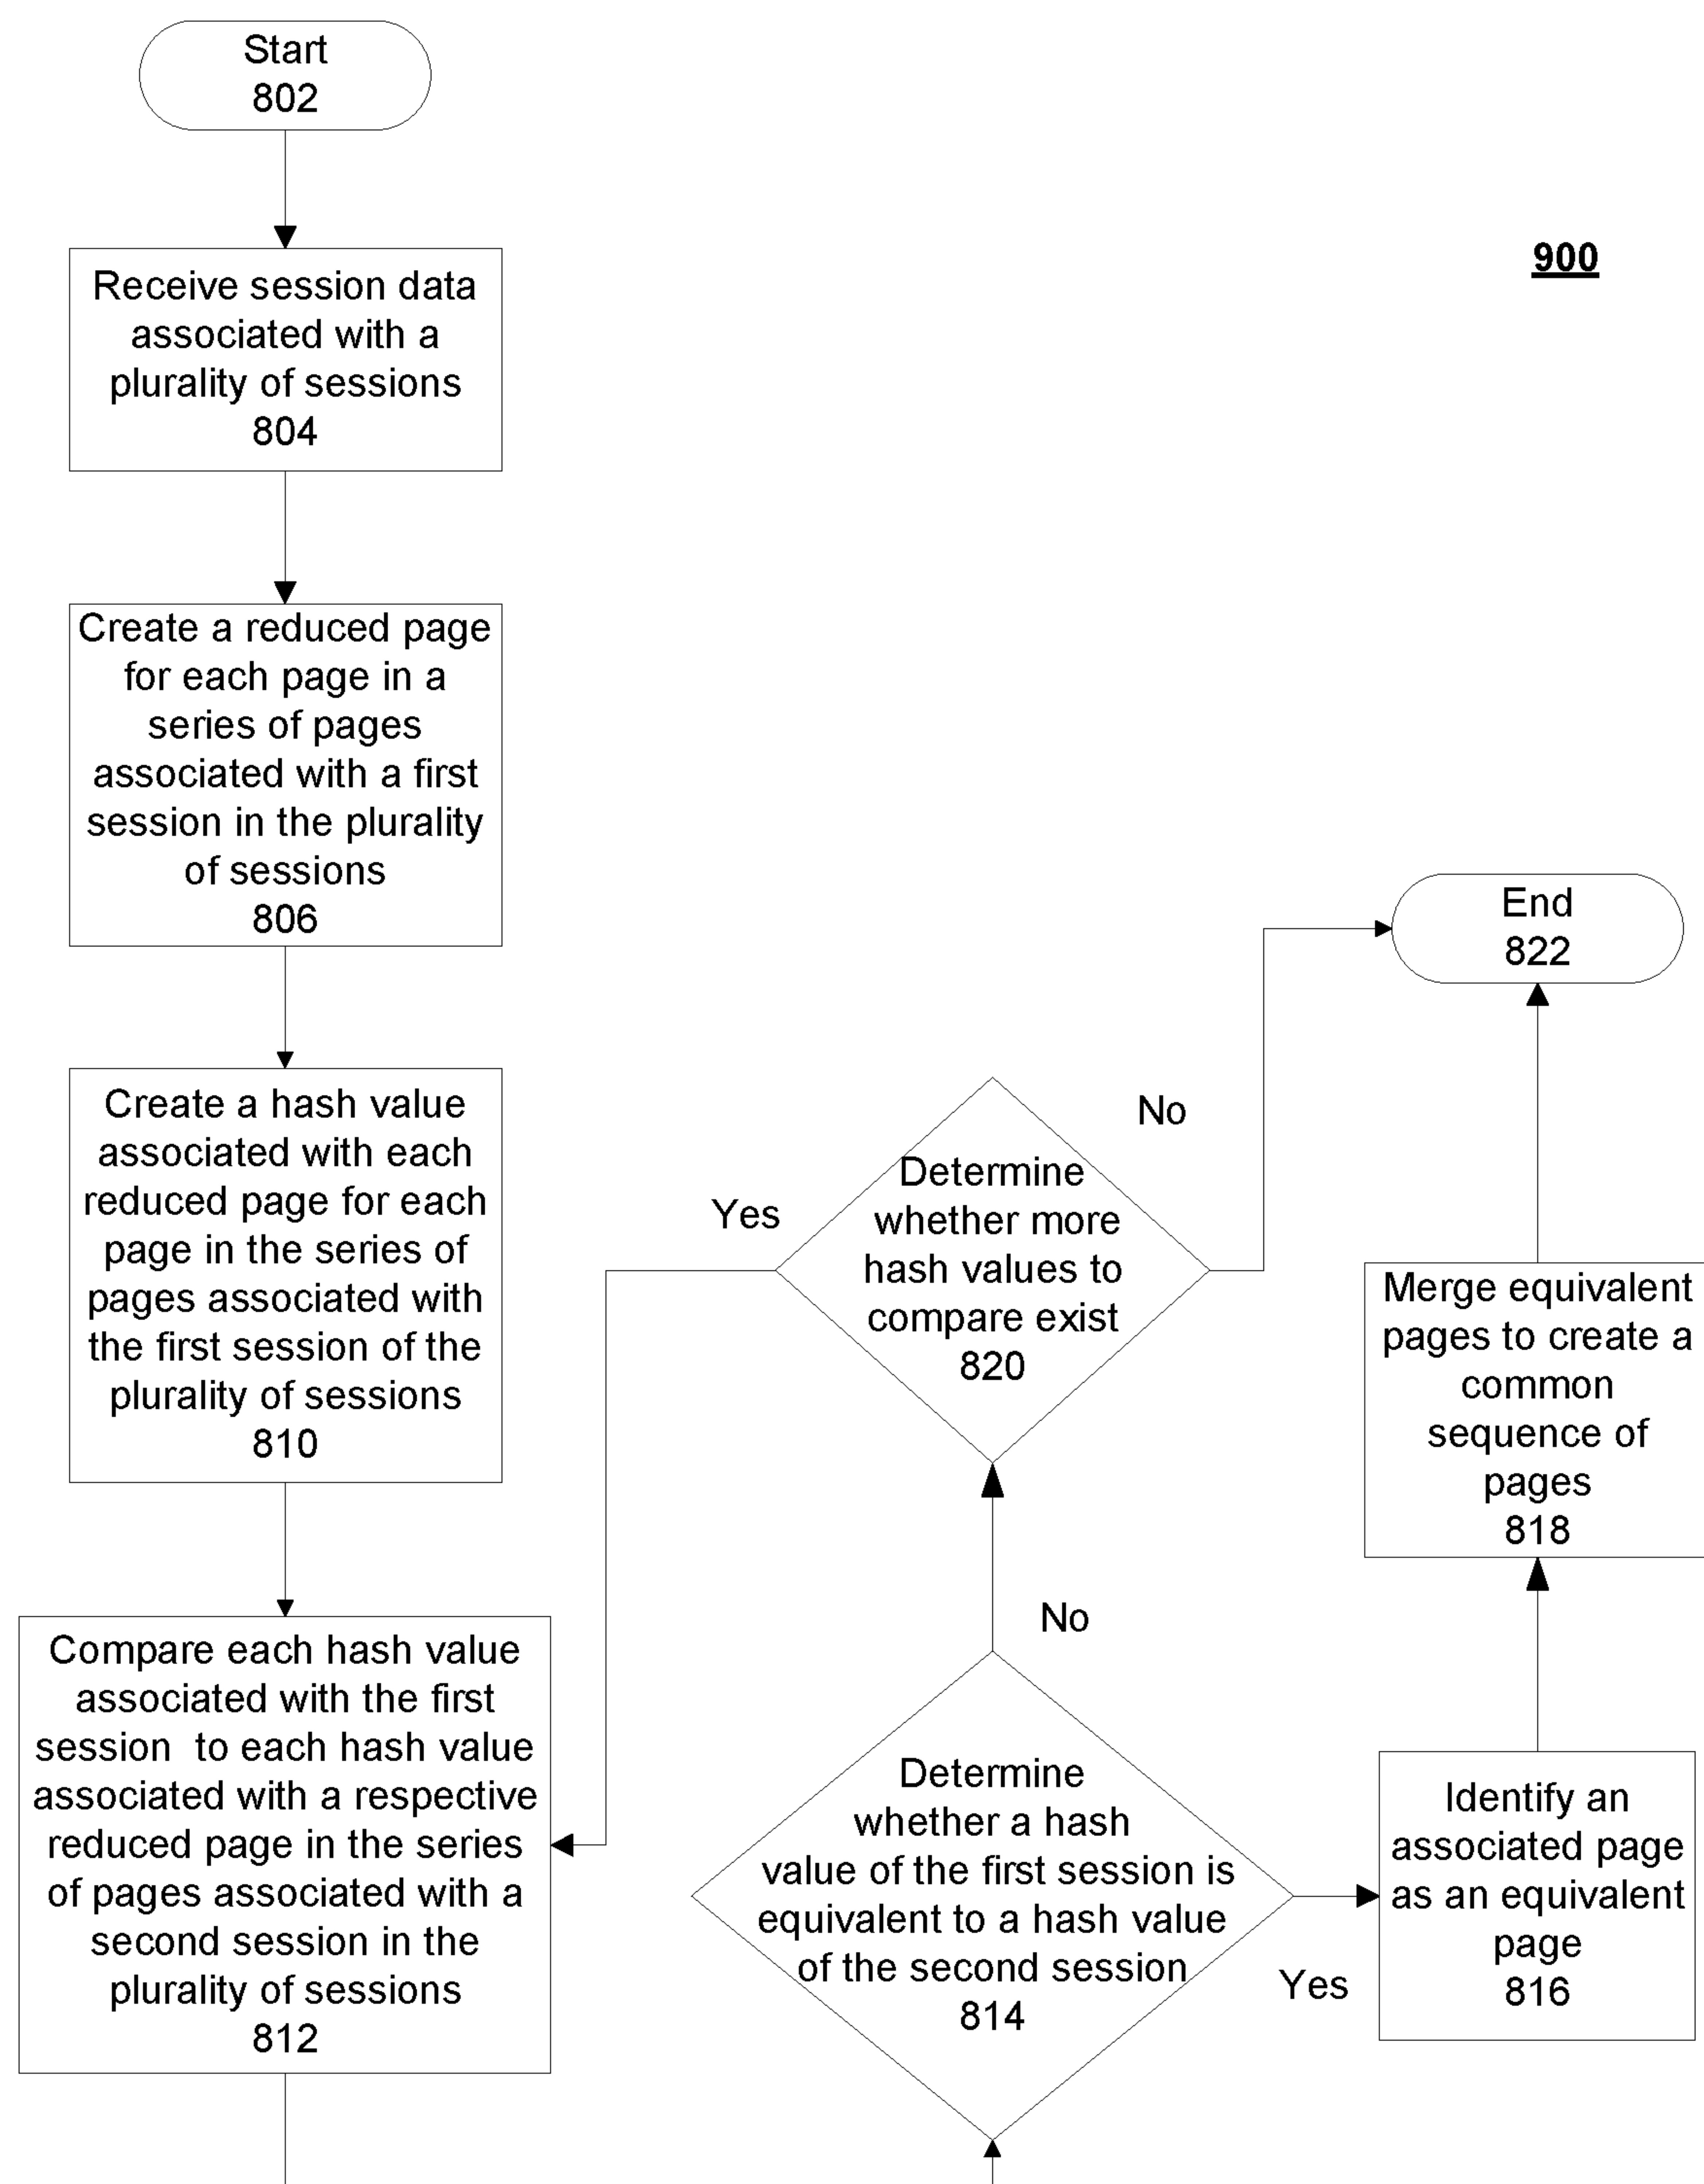 Start
802
900
Receive session data
associated with a
plurality of sessions
804
Create a reduced page
for each page in a
series of pages
associated with a first
session in the plurality
of sessions
806
Create a hash value
associated with each
reduced page for each
page in the series of
pages associated with
the first session of the
plurality of sessions
810
Compare each hash value
associated with the first
session  to each hash value
associated with a respective
reduced page in the series
of pages associated with a
second session in the
plurality of sessions
812
Determine
whether a hash
value of the first session is
equivalent to a hash value
of the second session
814
No
Yes
Determine
whether more
hash values to
compare exist
820
Yes
No
Identify an
associated page
as an equivalent
page
816
Merge equivalent
pages to create a
common
sequence of
pages
818
End
822